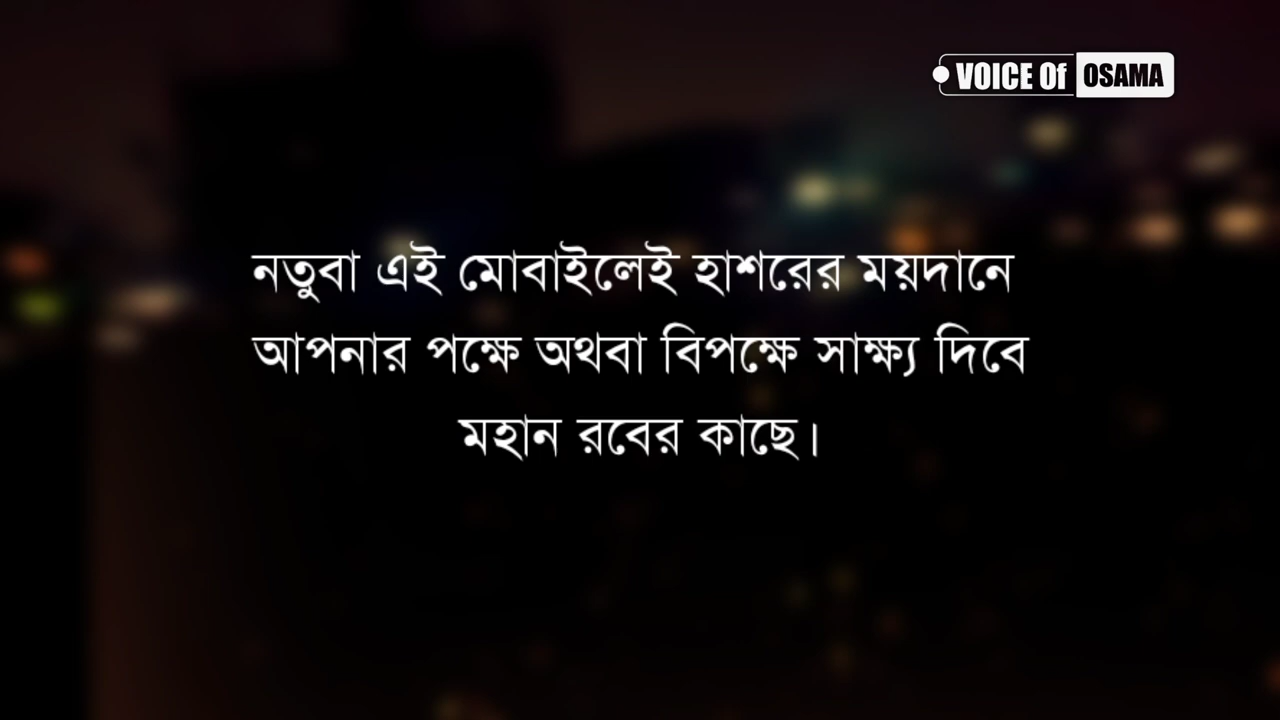 VOICE Of OSAMA
নতুবা এই মোবাইলেই হাশরের ময়দানে
আপনার পক্ষে অথবা বিপক্ষে সাক্ষ্য দিবে
মহান রবের কাছে।